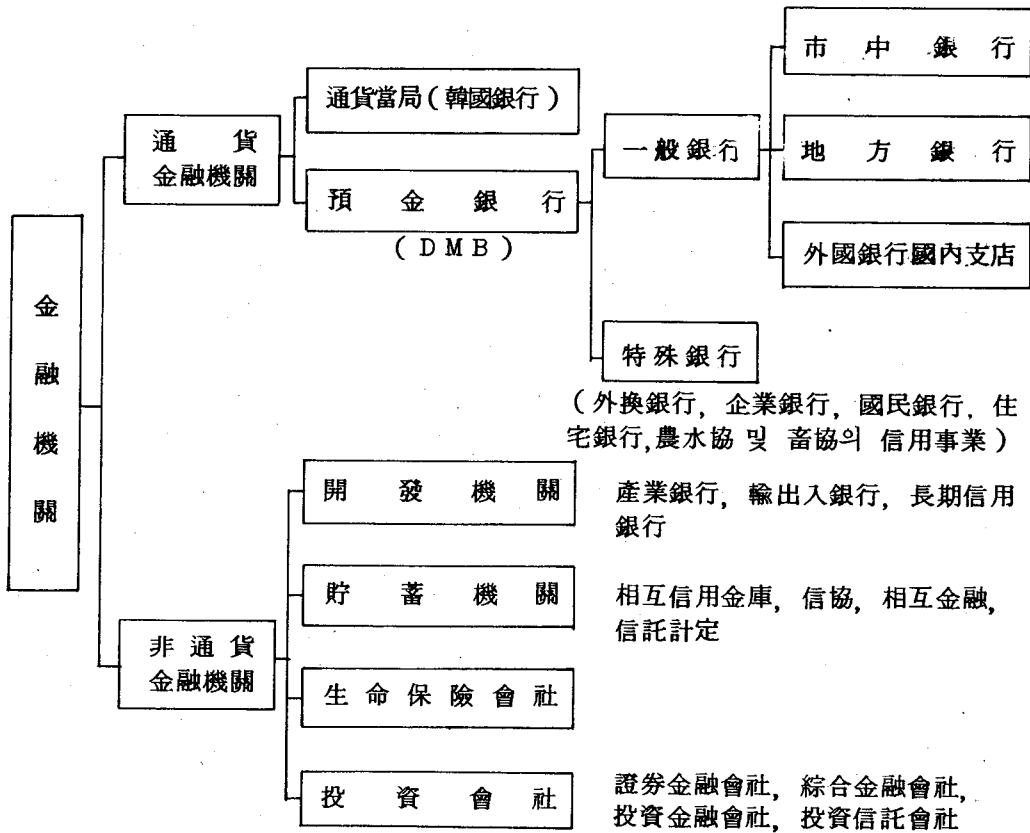 金融機關
通貨
金融機關
通貨當局(韓國銀行)
預金銀行
(DMB)
一般銀行
市中銀行
地方銀行
外國銀行國內支店
特殊銀行
(外換銀行, 企業銀行, 國民銀行, 住
宅銀行,農水協 및 畜協의 信用事業)
非通貨
金融機關
開發機關
產業銀行, 輸出入銀行, 長期信用
銀行
貯蓄機關
相互信用金庫, 信協, 相互金融,
信託計定
生命保險會社
投資會社
證券金融會社, 綜合金融會社,
投資金融會社, 投資信託會社